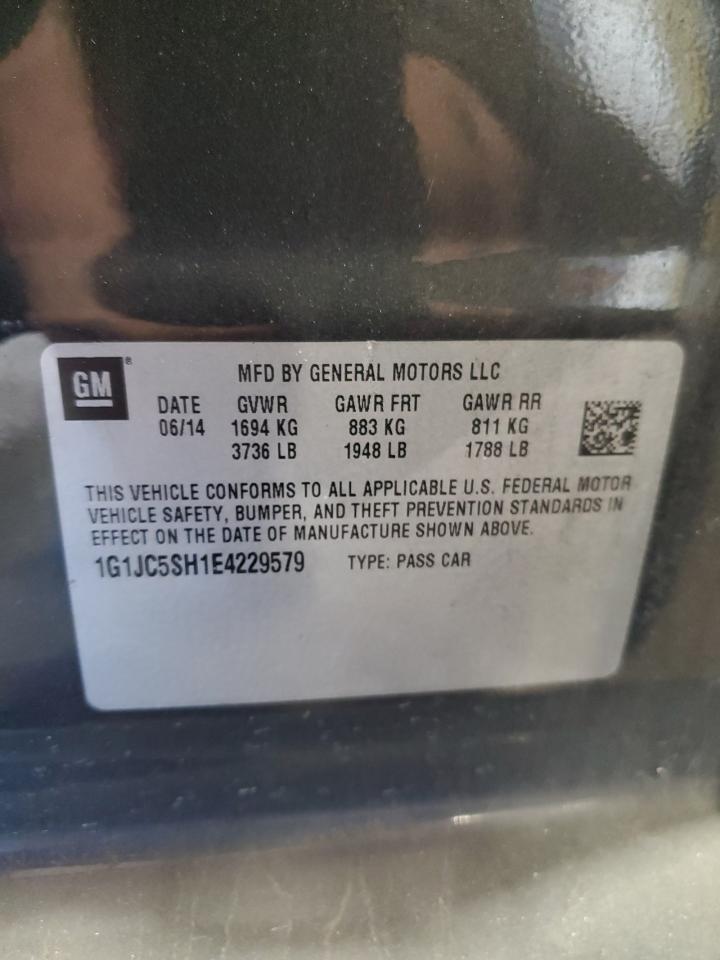 GM®
MFD BY GENERAL MOTORS LLC
DATE GVWR GAWR FRT GAWR RR
06/14 1694 KG 883 KG 811 KG
3736 LB 1948 LB 1788 LB
THIS VEHICLE CONFORMS TO ALL APPLICABLE U.S. FEDERAL MOTOR
VEHICLE SAFETY, BUMPER, AND THEFT PREVENTION STANDARDS IN
EFFECT ON THE DATE OF MANUFACTURE SHOWN ABOVE.
1G1JC5SH1E4229579 TYPE: PASS CAR